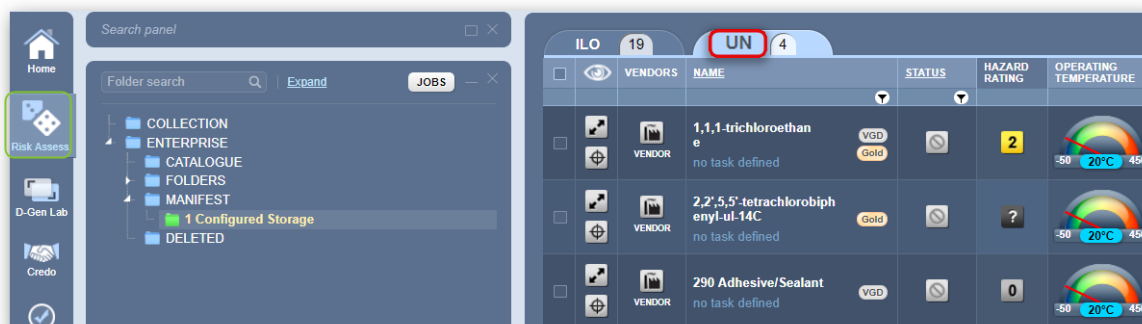 Home
Risk Assess
D-Gen Lab
Credo
Search panel
Folder search
Expand
JOBS
COLLECTION
ENTERPRISE
CATALOGUE
FOLDERS
MANIFEST
1 Configured Storage
DELETED
ILO 19 UN 4
VENDORS NAME STATUS HAZARD RATING OPERATING TEMPERATURE
VENDOR
1,1,1-trichloroethan
e
no task defined
VGD
Gold
2
-50 20°C 45
VENDOR
2,2',5,5'-tetrachlorobiph
enyl-ul-14C
no task defined
Gold
?
-50 20°C 45
VENDOR
290 Adhesive/Sealant
no task defined
VGD
0
-50 20°C 45